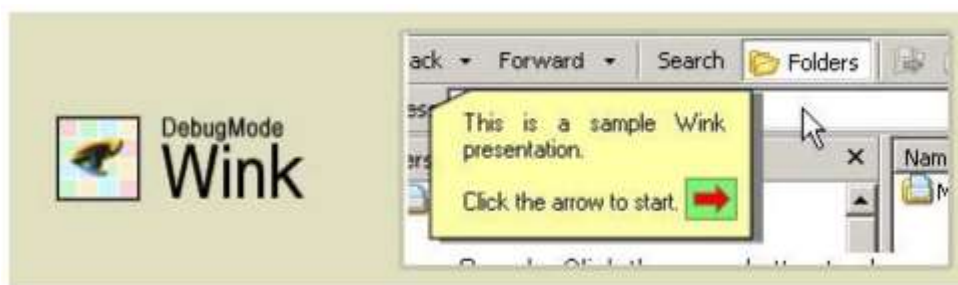 DebugMode
Wink
ack Forward Search Folders
This is a sample Wink
presentation.
Click the arrow to start.
Nam